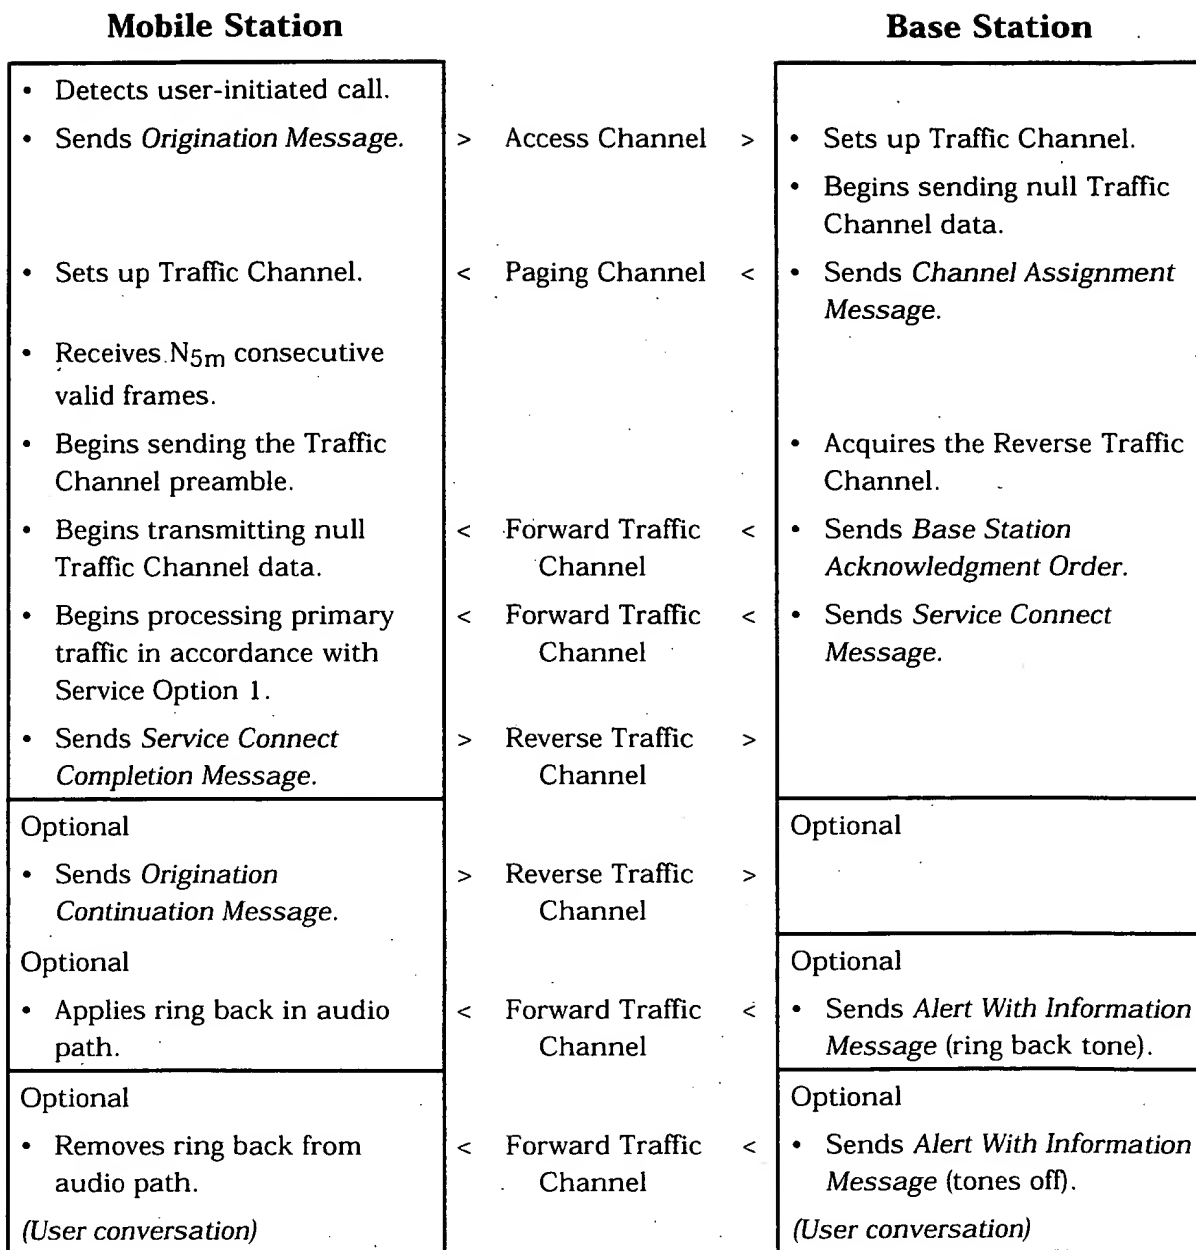 Mobile Station Base Station
• Detects user-initiated call.
• Sends Origination Message. > Access Channel > • Sets up Traffic Channel.
• Begins sending null Traffic
Channel data.
• Sets up Traffic Channel. < Paging Channel < • Sends Channel Assignment
Message.
• Receives N5m consecutive
valid frames.
• Begins sending the Traffic • Acquires the Reverse Traffic
Channel preamble. Channel.
• Begins transmitting null < Forward Traffic < • Sends Base Station
Traffic Channel data. Channel Acknowledgment Order.
• Begins processing primary < Forward Traffic < • Sends Service Connect
traffic in accordance with Channel Message.
Service Option 1.
• Sends Service Connect > Reverse Traffic >
Completion Message. Channel
Optional Optional
• Sends Origination > Reverse Traffic >
Continuation Message. Channel
Optional Optional
• Applies ring back in audio < Forward Traffic < • Sends Alert With Information
path. Channel Message (ring back tone).
Optional Optional
• Removes ring back from < Forward Traffic < • Sends Alert With Information
audio path. Channel Message (tones off).
(User conversation) (User conversation)